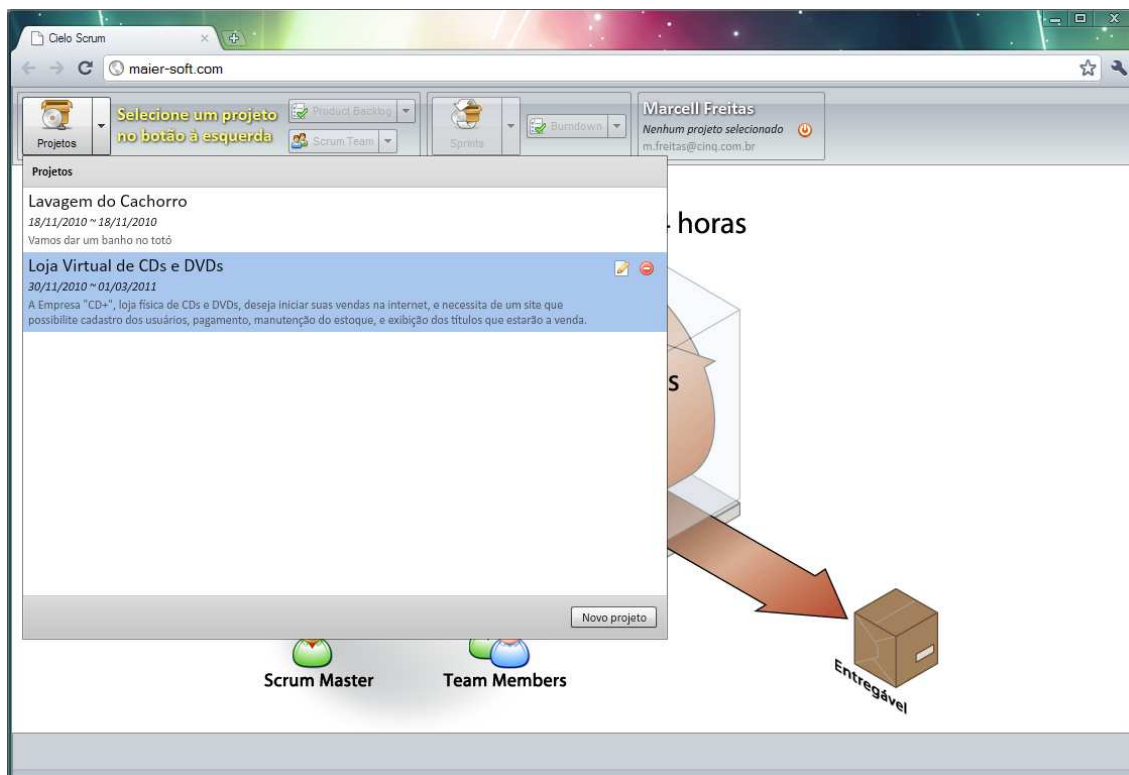 Cielo Scrum
maier-soft.com
Projetos
Selecione um projeto
no botão à esquerda
Product Backlog
Scrum Team
Sprints
Burndown
Marcell Freitas
Nenhum projeto selecionado
m.freitas@cinq.com.br
Projetos
Lavagem do Cachorro
18/11/2010 ~ 18/11/2010
Vamos dar um banho no totó
Loja Virtual de CDs e DVDs
30/11/2010 ~ 01/03/2011
A Empresa "CD+", loja física de CDs e DVDs, deseja iniciar suas vendas na internet, e necessita de um site que
possibilite cadastro dos usuários, pagamento, manutenção do estoque, e exibição dos títulos que estarão a venda.
Novo projeto
horas
s
Scrum Master
Team Members
Entregável